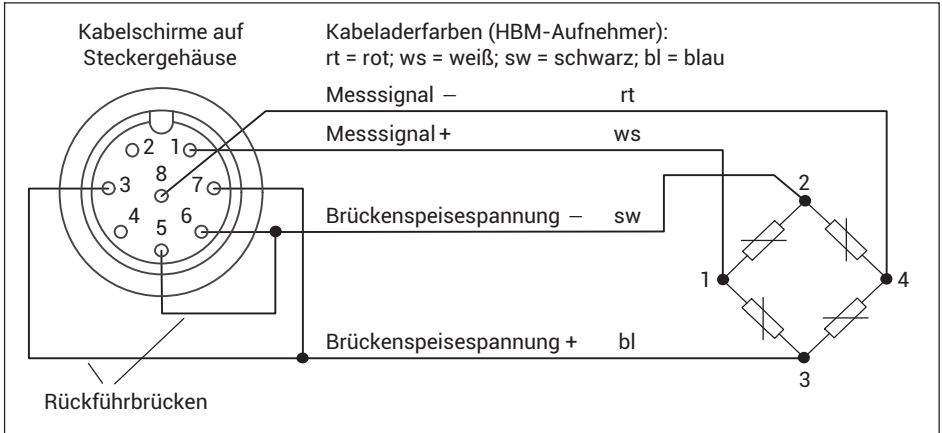 Kabelschirme auf
Steckergehäuse
Kabeladerfarben (HBM-Aufnehmer):
rt = rot; ws = weiß; sw = schwarz; bl = blau
Messsignal − rt
Messsignal + ws
2 1
8
3 7
4 6
5
Brückenspeisespannung − sw
2
1 4
3
Brückenspeisespannung + bl
Rückführbrücken